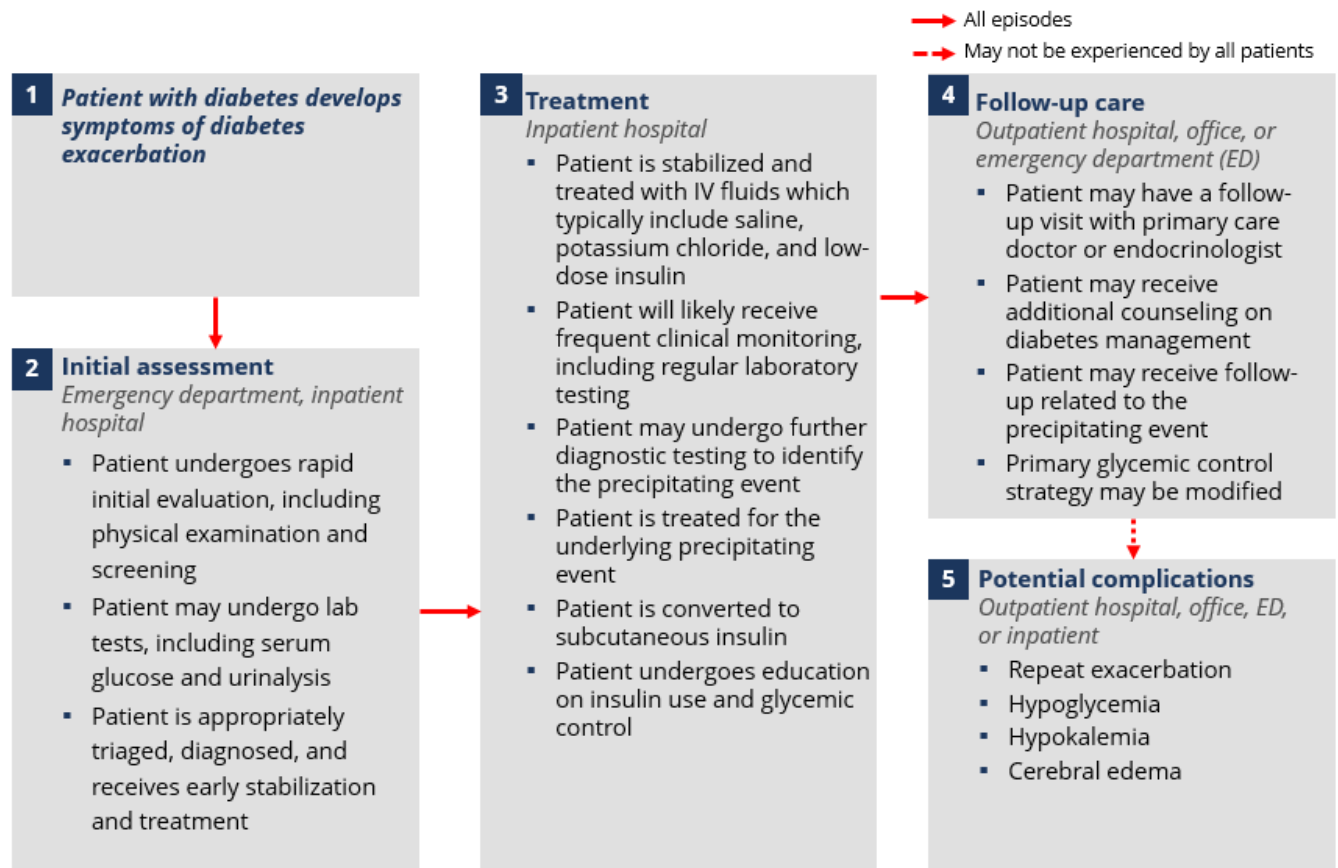 All episodes
May not be experienced by all patients
1
Patient with diabetes develops
symptoms of diabetes
exacerbation
2
Initial assessment
Emergency department, inpatient
hospital
▪ Patient undergoes rapid
initial evaluation, including
physical examination and
screening
▪ Patient may undergo lab
tests, including serum
glucose and urinalysis
▪ Patient is appropriately
triaged, diagnosed, and
receives early stabilization
and treatment
3
Treatment
Inpatient hospital
▪ Patient is stabilized and
treated with IV fluids which
typically include saline,
potassium chloride, and low-
dose insulin
▪ Patient will likely receive
frequent clinical monitoring,
including regular laboratory
testing
▪ Patient may undergo further
diagnostic testing to identify
the precipitating event
▪ Patient is treated for the
underlying precipitating
event
▪ Patient is converted to
subcutaneous insulin
▪ Patient undergoes education
on insulin use and glycemic
control
4
Follow-up care
Outpatient hospital, office, or
emergency department (ED)
▪ Patient may have a follow-
up visit with primary care
doctor or endocrinologist
▪ Patient may receive
additional counseling on
diabetes management
▪ Patient may receive follow-
up related to the
precipitating event
▪ Primary glycemic control
strategy may be modified
5
Potential complications
Outpatient hospital, office, ED,
or inpatient
▪ Repeat exacerbation
▪ Hypoglycemia
▪ Hypokalemia
▪ Cerebral edema